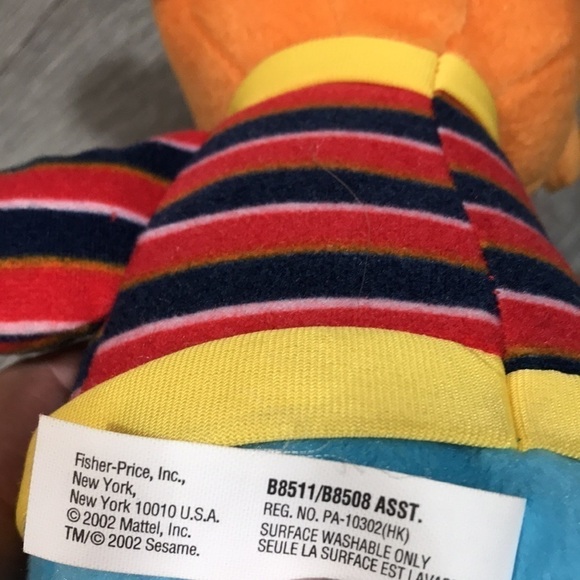 Fisher-Price, Inc.,
New York,
New York 10010 U.S.A.
© 2002 Mattel, Inc.
TM/© 2002 Sesame.
B8511/B8508 ASST.
REG. NO. PA-10302(HK)
SURFACE WASHABLE ONLY
SEULE LA SURFACE EST